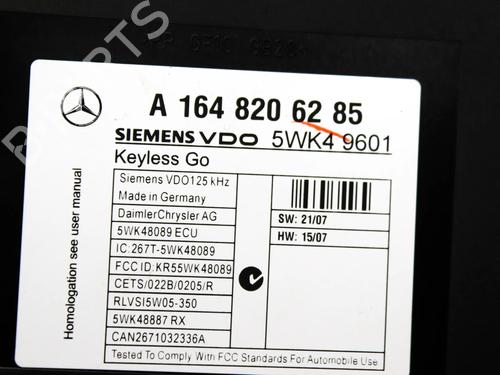 PARTS
A 164 820 62 85
SIEMENS VDO 5WK4 9601
Keyless Go
Siemens VDO125 kHz
Made in Germany
DaimlerChrysler AG
5WK48089 ECU
IC:267T-5WK48089
FCC ID:KR55WK48089
CETS/022B/0205/R
RLVSI5W05-350
5WK48887 RX
CAN2671032336A
SW: 21/07
HW: 15/07
Tested To Comply With FCC Standards For Automobile Use
Homologation see user manual